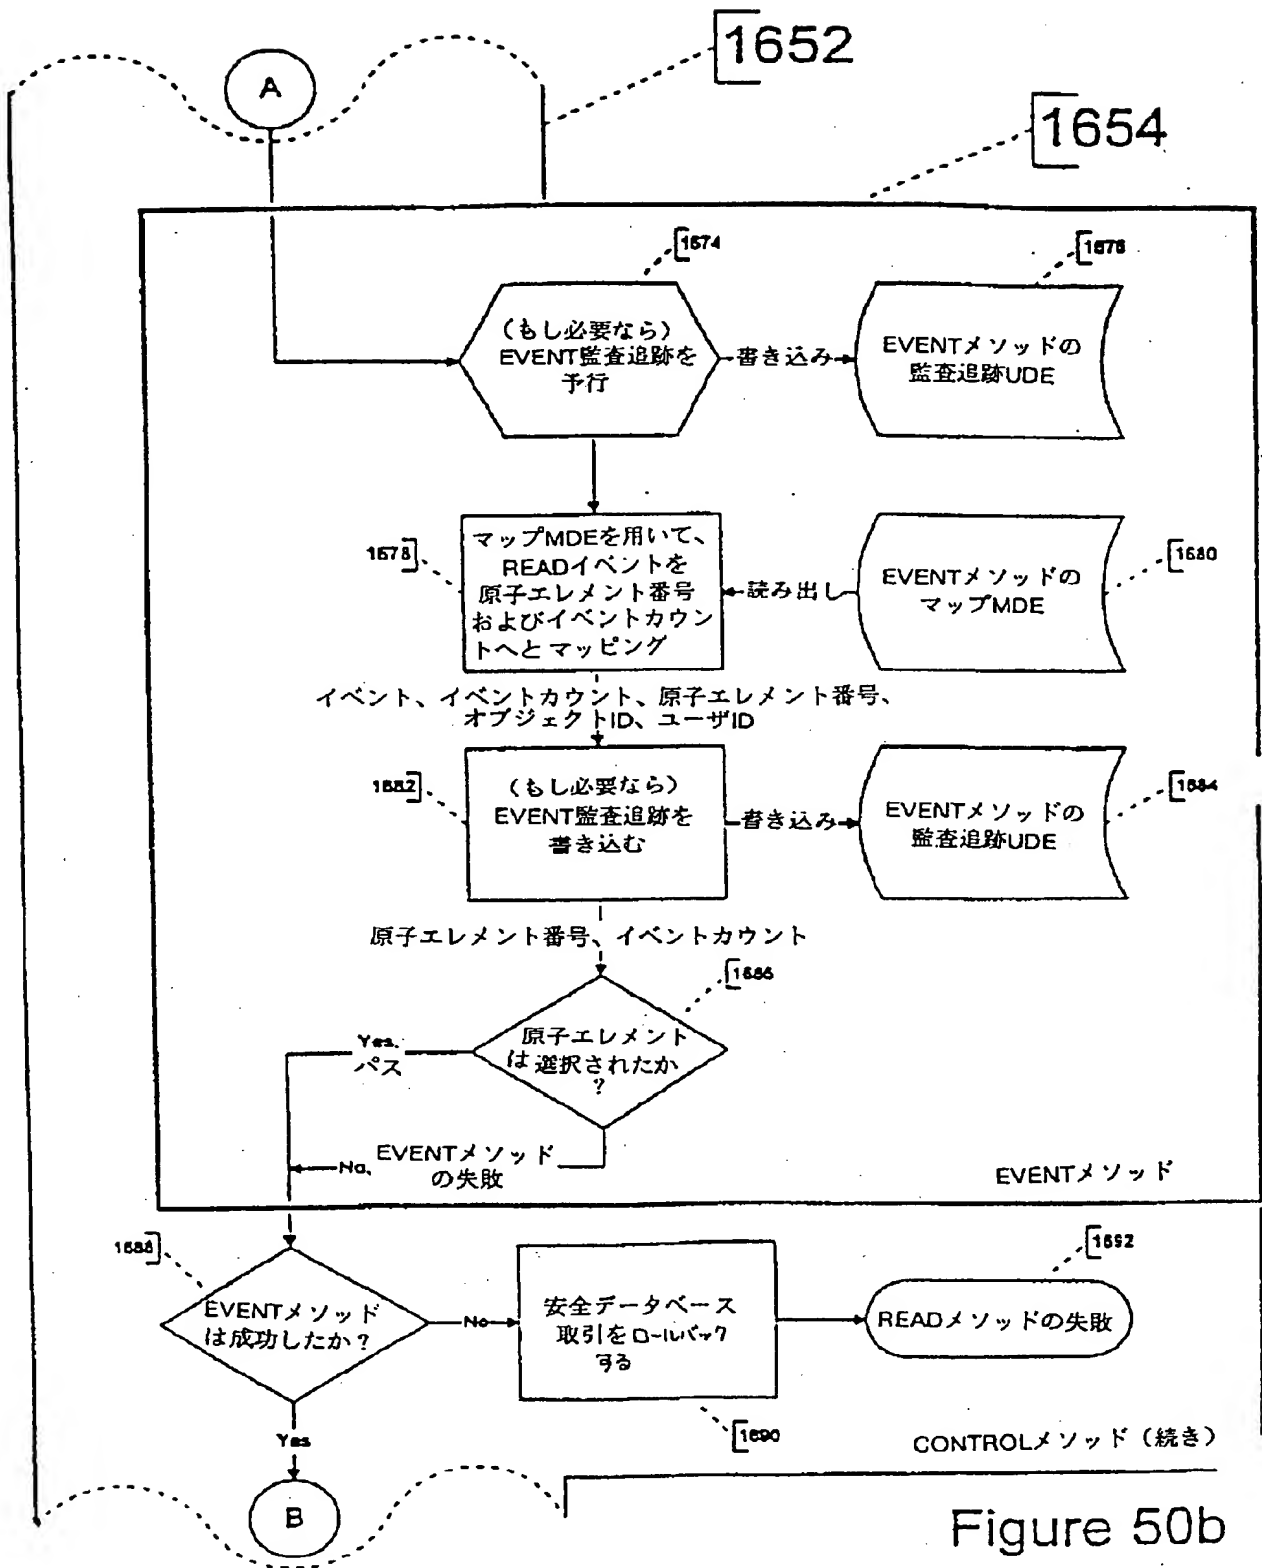 1652
A
1654
1674
1676
(もし必要なら)
EVENT監査追跡を
予行
書き込み
EVENTメソッドの
監査追跡UDE
1678
マップMDEを用いて、
READイベントを
原子エレメント番号
およびイベントカウン
トへとマッピング
読み出し
EVENTメソッドの
マップMDE
1680
イベント、イベントカウント、原子エレメント番号、
オブジェクトID、ユーザID
1682
(もし必要なら)
EVENT監査追跡を
書き込む
書き込み
EVENTメソッドの
監査追跡UDE
1684
原子エレメント番号、イベントカウント
1686
原子エレメント
は選択されたか
?
Yes,
パス
No,
EVENTメソッド
の失敗
EVENTメソッド
1688
EVENTメソッド
は成功したか?
No
安全データベース
取引をロールバック
する
1690
READメソッドの失敗
1692
Yes
CONTROLメソッド(続き)
B
Figure 50b